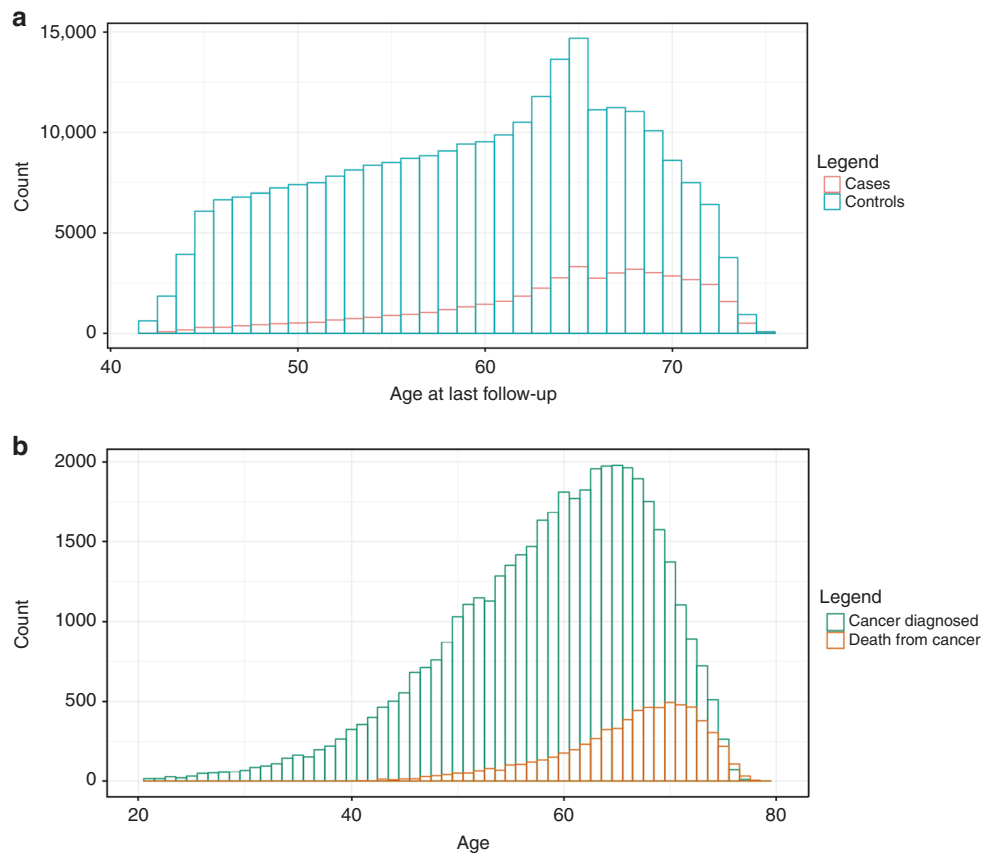 a
15,000
10,000
5000
0
Count
40 50 60 70
Age at last follow-up
Legend
Cases
Controls
b
2000
1500
1000
500
0
Count
20 40 60 80
Age
Legend
Cancer diagnosed
Death from cancer